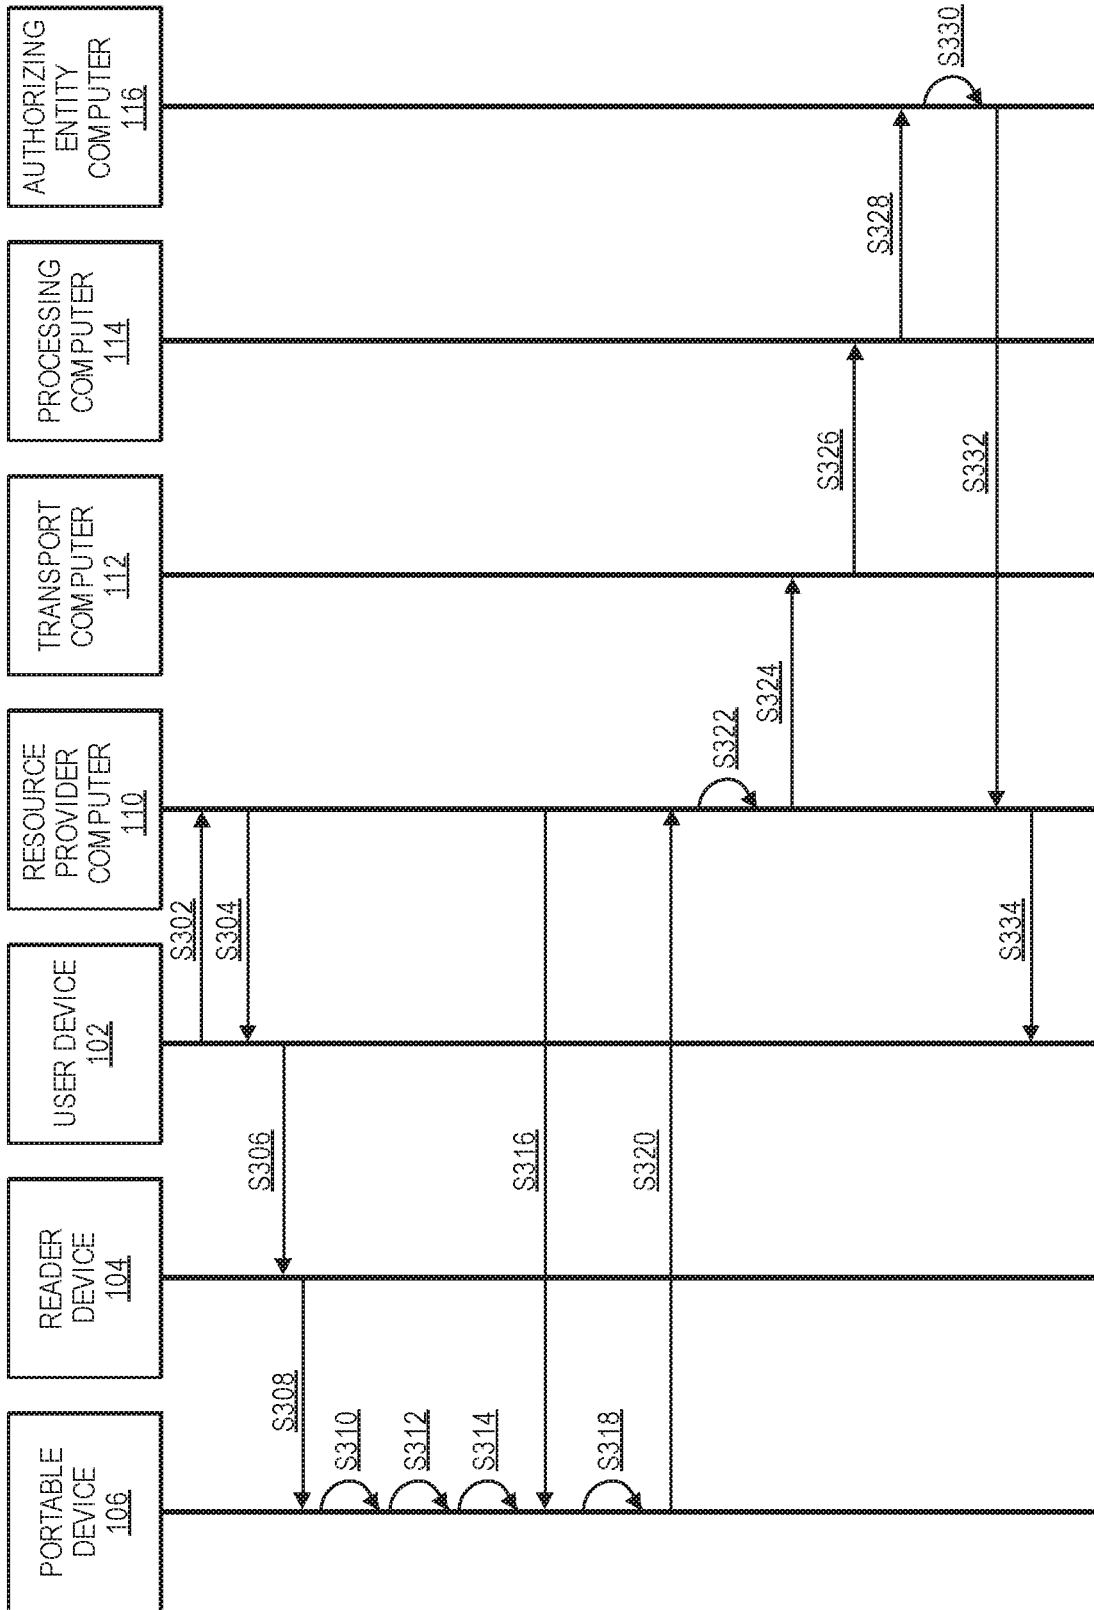 PORTABLE
DEVICE
106
READER
DEVICE
104
USER DEVICE
102
RESOURCE
PROVIDER
COMPUTER
110
TRANSPORT
COMPUTER
112
PROCESSING
COMPUTER
114
AUTHORIZING
ENTITY
COMPUTER
116
S302
S304
S306
S308
S310
S312
S314
S316
S318
S320
S322
S324
S326
S328
S330
S332
S334